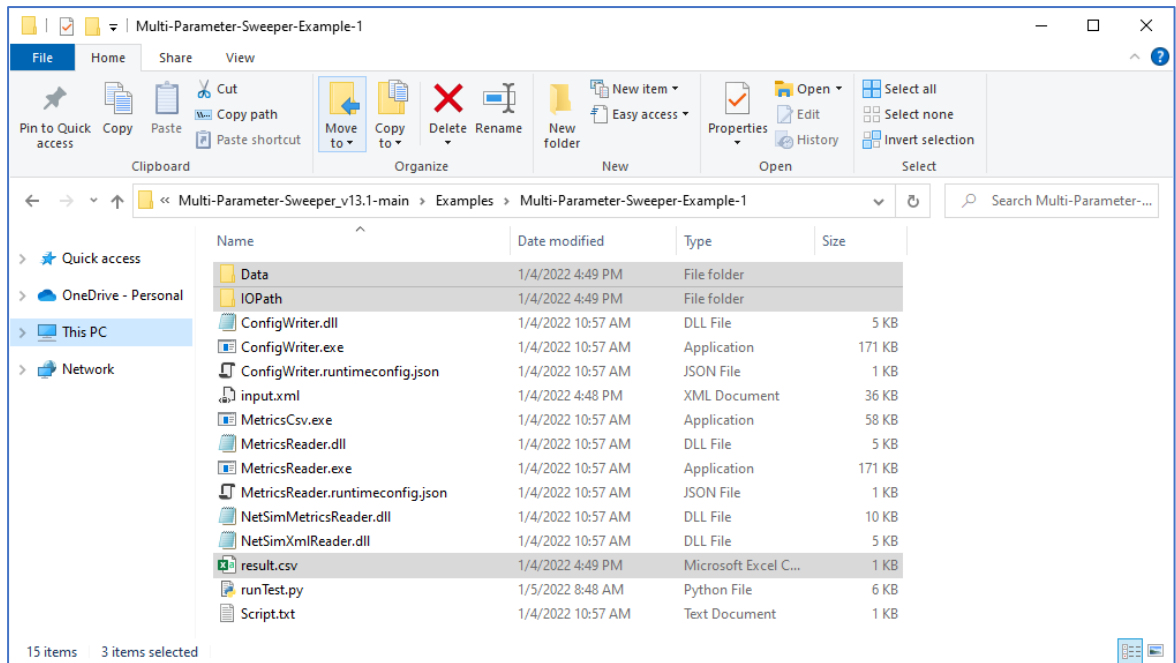 Multi-Parameter-Sweeper-Example-1
File Home Share View
Pin to Quick access
Copy
Paste
Cut
Copy path
Paste shortcut
Clipboard
Move to
Copy to
Delete
Rename
Organize
New folder
New item
Easy access
New
Properties
Open
Edit
History
Open
Select all
Select none
Invert selection
Select
« Multi-Parameter-Sweeper_v13.1-main > Examples > Multi-Parameter-Sweeper-Example-1
Search Multi-Parameter-...
Quick access
OneDrive - Personal
This PC
Network
Name Date modified Type Size
Data 1/4/2022 4:49 PM File folder
IOPath 1/4/2022 4:49 PM File folder
ConfigWriter.dll 1/4/2022 10:57 AM DLL File 5 KB
ConfigWriter.exe 1/4/2022 10:57 AM Application 171 KB
ConfigWriter.runtimeconfig.json 1/4/2022 10:57 AM JSON File 1 KB
input.xml 1/4/2022 4:48 PM XML Document 36 KB
MetricsCsv.exe 1/4/2022 10:57 AM Application 58 KB
MetricsReader.dll 1/4/2022 10:57 AM DLL File 5 KB
MetricsReader.exe 1/4/2022 10:57 AM Application 171 KB
MetricsReader.runtimeconfig.json 1/4/2022 10:57 AM JSON File 1 KB
NetSimMetricsReader.dll 1/4/2022 10:57 AM DLL File 10 KB
NetSimXmlReader.dll 1/4/2022 10:57 AM DLL File 5 KB
result.csv 1/4/2022 4:49 PM Microsoft Excel C... 1 KB
runTest.py 1/5/2022 8:48 AM Python File 6 KB
Script.txt 1/4/2022 10:57 AM Text Document 1 KB
15 items 3 items selected